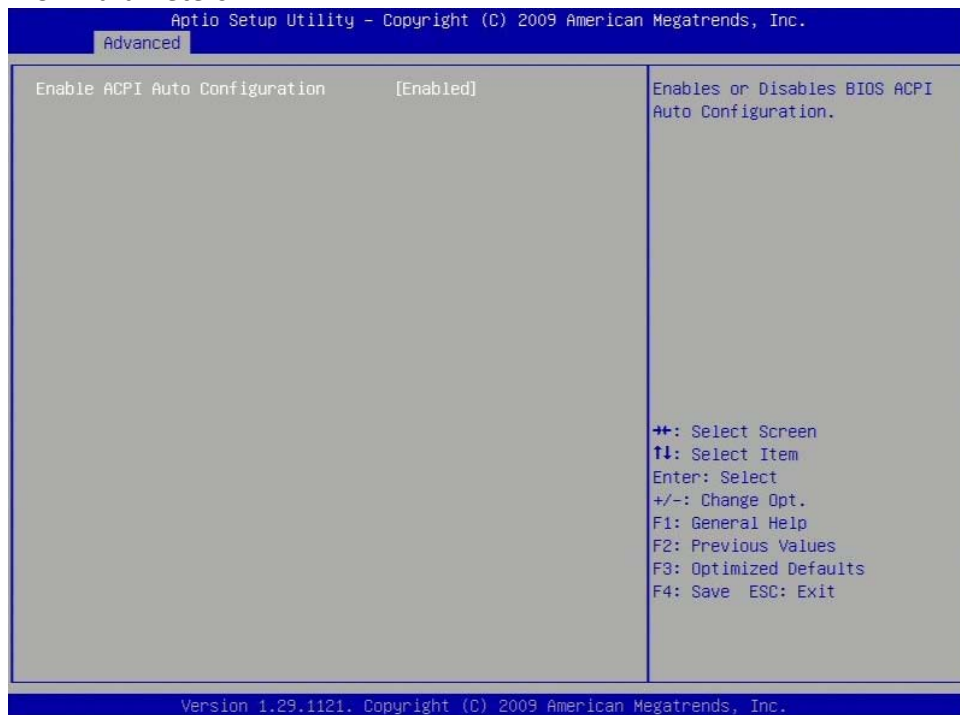 Aptio Setup Utility – Copyright (C) 2009 American Megatrends, Inc.
Advanced
Enable ACPI Auto Configuration [Enabled]
Enables or Disables BIOS ACPI
Auto Configuration.
→←: Select Screen
↑↓: Select Item
Enter: Select
+/-: Change Opt.
F1: General Help
F2: Previous Values
F3: Optimized Defaults
F4: Save ESC: Exit
Version 1.29.1121. Copyright (C) 2009 American Megatrends, Inc.